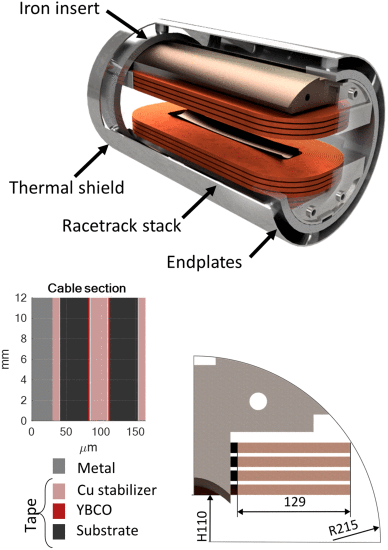 Iron insert
Thermal shield
Racetrack stack
Endplates
Cable section
12
10
8
6
4
2
0
mm
0 50 100 150
μm
Metal
Cu stabilizer
YBCO
Substrate
Tape
129
H110
R215